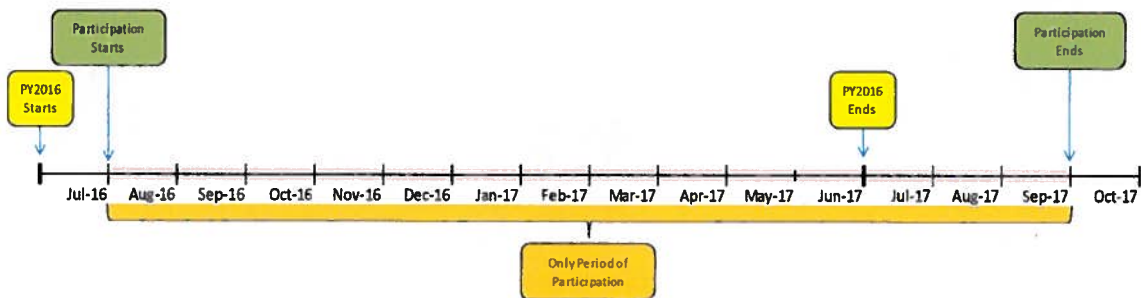 Participation
Starts
Participation
Ends
PY2016
Starts
PY2016
Ends
Jul-16 Aug-16 Sep-16 Oct-16 Nov-16 Dec-16 Jan-17 Feb-17 Mar-17 Apr-17 May-17 Jun-17 Jul-17 Aug-17 Sep-17 Oct-17
Only Period of
Participation